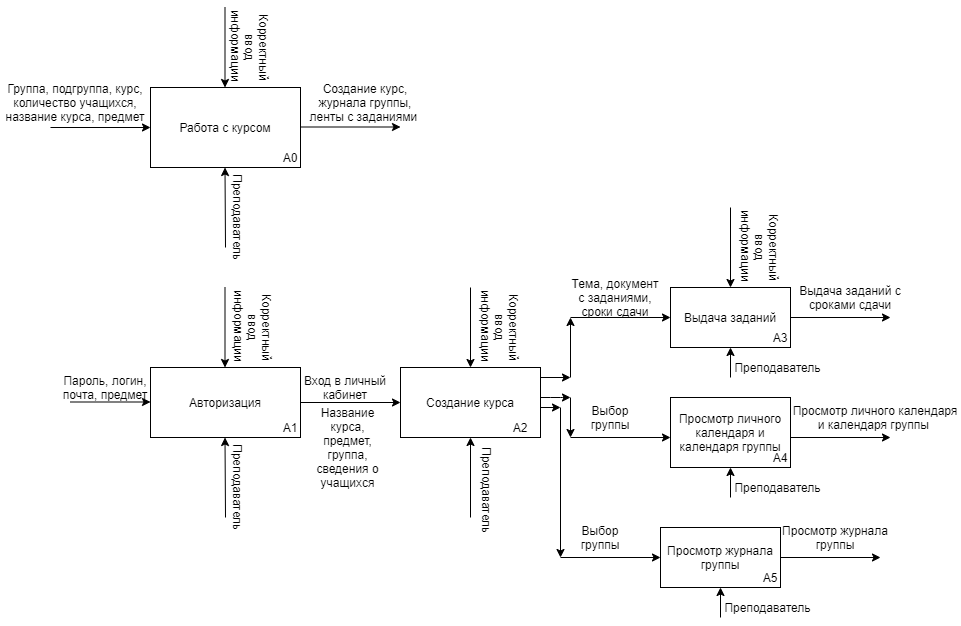 Корректный
ввод
информации
Группа, подгруппа, курс,
количество учащихся,
название курса, предмет
Работа с курсом
A0
Создание курс,
журнала группы,
ленты с заданиями
Преподаватель
Корректный
ввод
информации
Пароль, логин,
почта, предмет
Авторизация
A1
Преподаватель
Вход в личный
кабинет
Название
курса,
предмет,
группа,
сведения о
учащихся
Корректный
ввод
информации
Создание курса
A2
Преподаватель
Тема, документ
с заданиями,
сроки сдачи
Корректный
ввод
информации
Выдача заданий
A3
Выдача заданий с
сроками сдачи
Преподаватель
Выбор
группы
Просмотр личного
календаря и
календаря группы
A4
Просмотр личного календаря
и календаря группы
Преподаватель
Выбор
группы
Просмотр журнала
группы
A5
Просмотр журнала
группы
Преподаватель